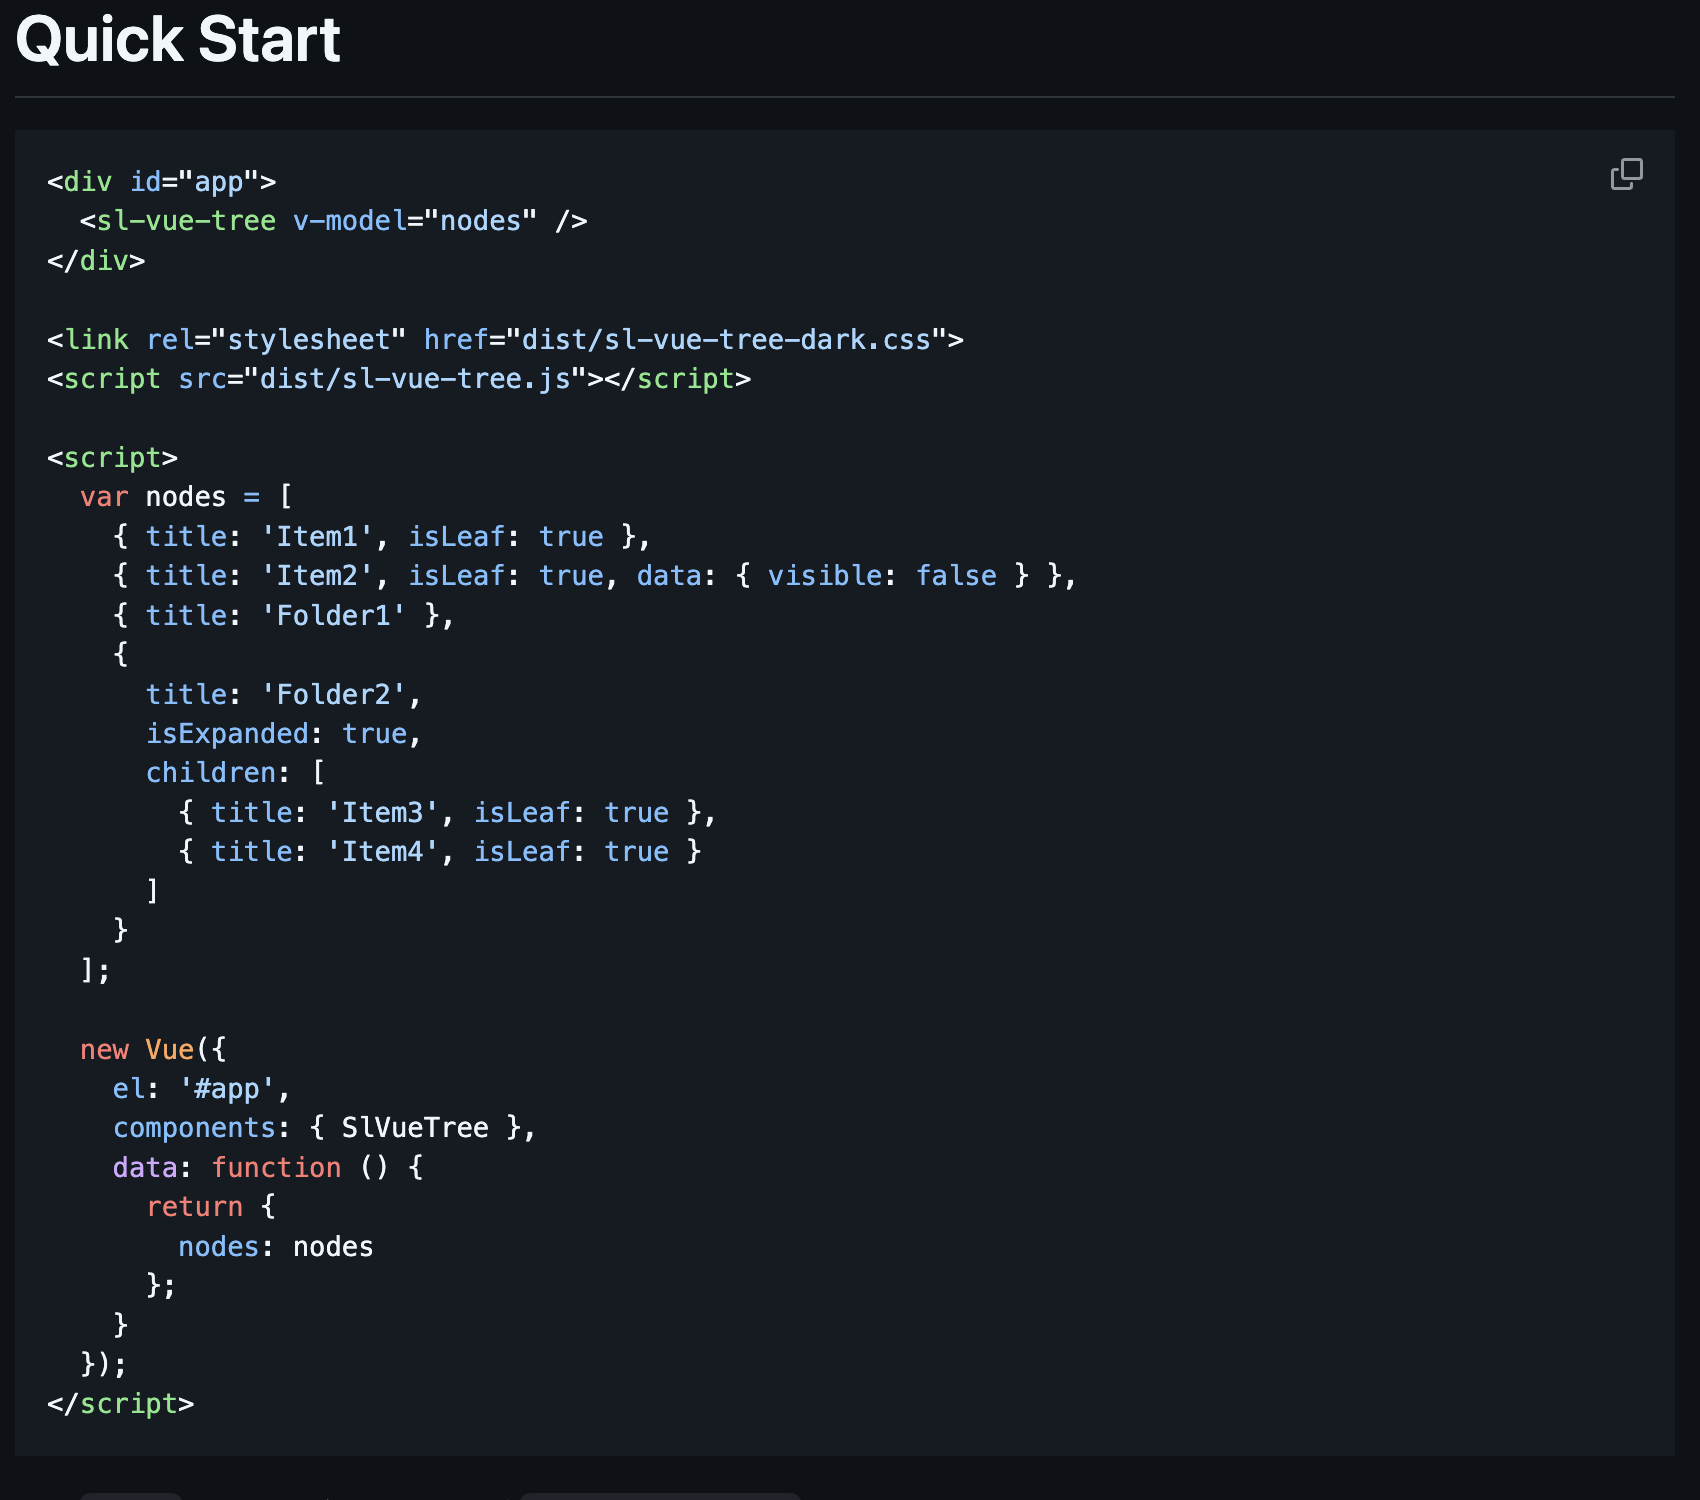 Quick Start
<div id="app">
  <sl-vue-tree v-model="nodes" />
</div>

<link rel="stylesheet" href="dist/sl-vue-tree-dark.css">
<script src="dist/sl-vue-tree.js"></script>

<script>
  var nodes = [
    { title: 'Item1', isLeaf: true },
    { title: 'Item2', isLeaf: true, data: { visible: false } },
    { title: 'Folder1' },
    {
      title: 'Folder2',
      isExpanded: true,
      children: [
        { title: 'Item3', isLeaf: true },
        { title: 'Item4', isLeaf: true }
      ]
    }
  ];

  new Vue({
    el: '#app',
    components: { SlVueTree },
    data: function () {
      return {
        nodes: nodes
      };
    }
  });
</script>